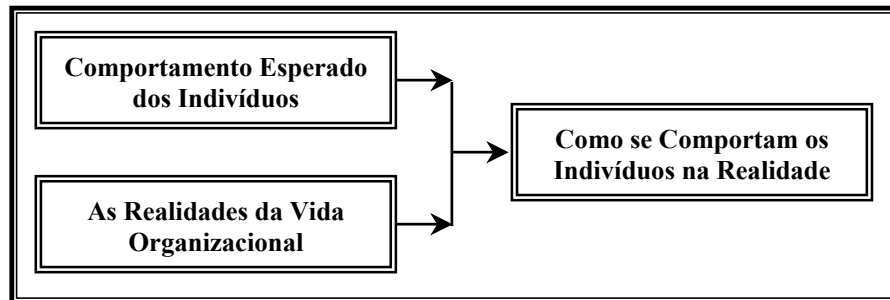 Comportamento Esperado
dos Indivíduos
As Realidades da Vida
Organizacional
Como se Comportam os
Indivíduos na Realidade